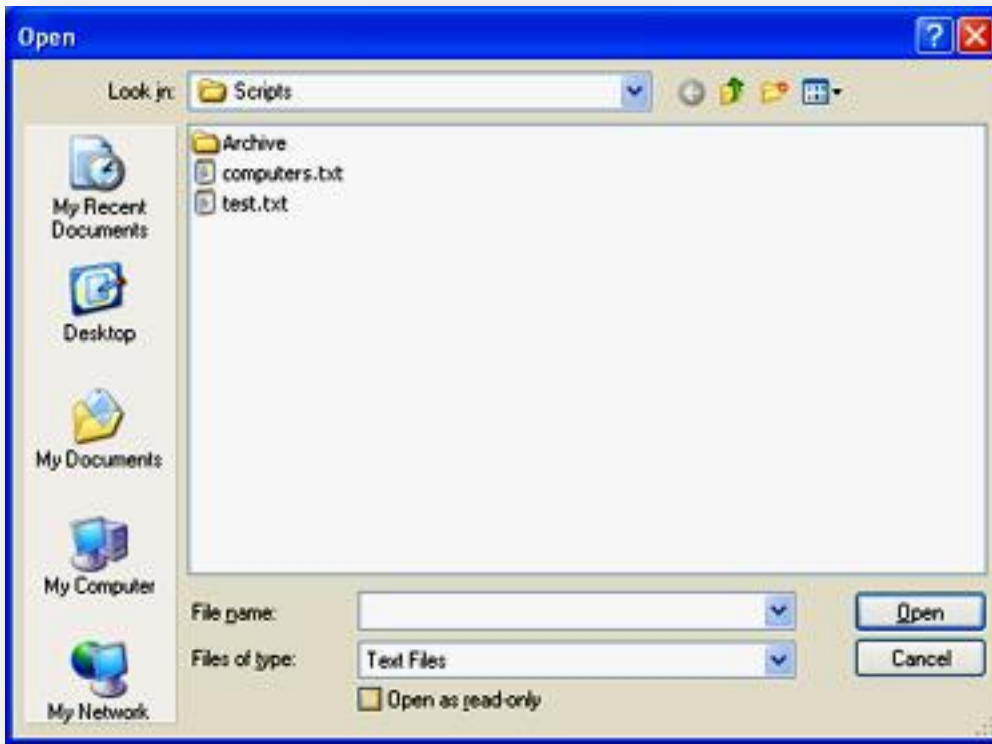 Open
Look in: Scripts
Archive
computers.txt
test.txt
My Recent
Documents
Desktop
My Documents
My Computer
My Network
File name:
Open
Files of type: Text Files
Cancel
Open as read-only